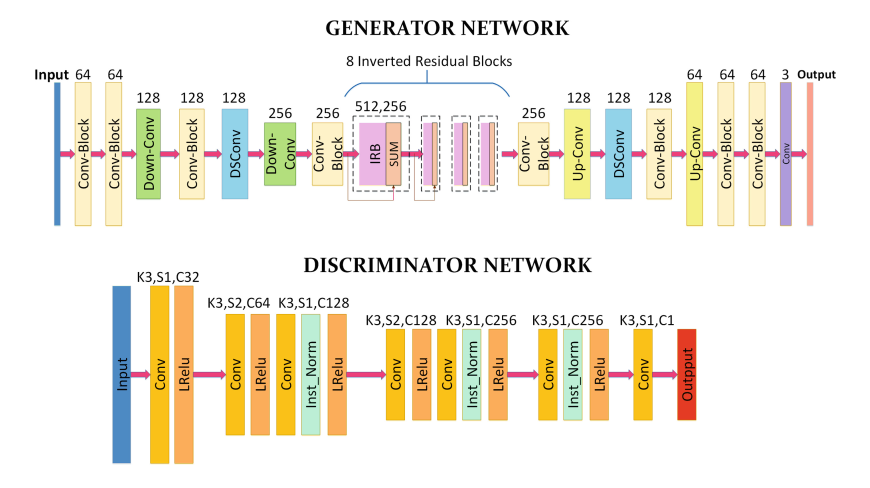 GENERATOR NETWORK
8 Inverted Residual Blocks
Input
64
64
128
128
128
256
256
512,256
256
128
128
128
64
64
64
3
Output
Conv-Block
Conv-Block
Down-Conv
Conv-Block
DSConv
Down-
Conv
Conv-
Block
IRB
SUM
Conv-
Block
Up-Conv
DSConv
Conv-Block
Up-Conv
Conv-Block
Conv-Block
Conv
DISCRIMINATOR NETWORK
K3,S1,C32
K3,S2,C64
K3,S1,C128
K3,S2,C128
K3,S1,C256
K3,S1,C256
K3,S1,C1
Input
Conv
LRelu
Conv
LRelu
Conv
Inst_Norm
LRelu
Conv
LRelu
Conv
Inst_Norm
LRelu
Conv
Inst_Norm
LRelu
Conv
Outpput